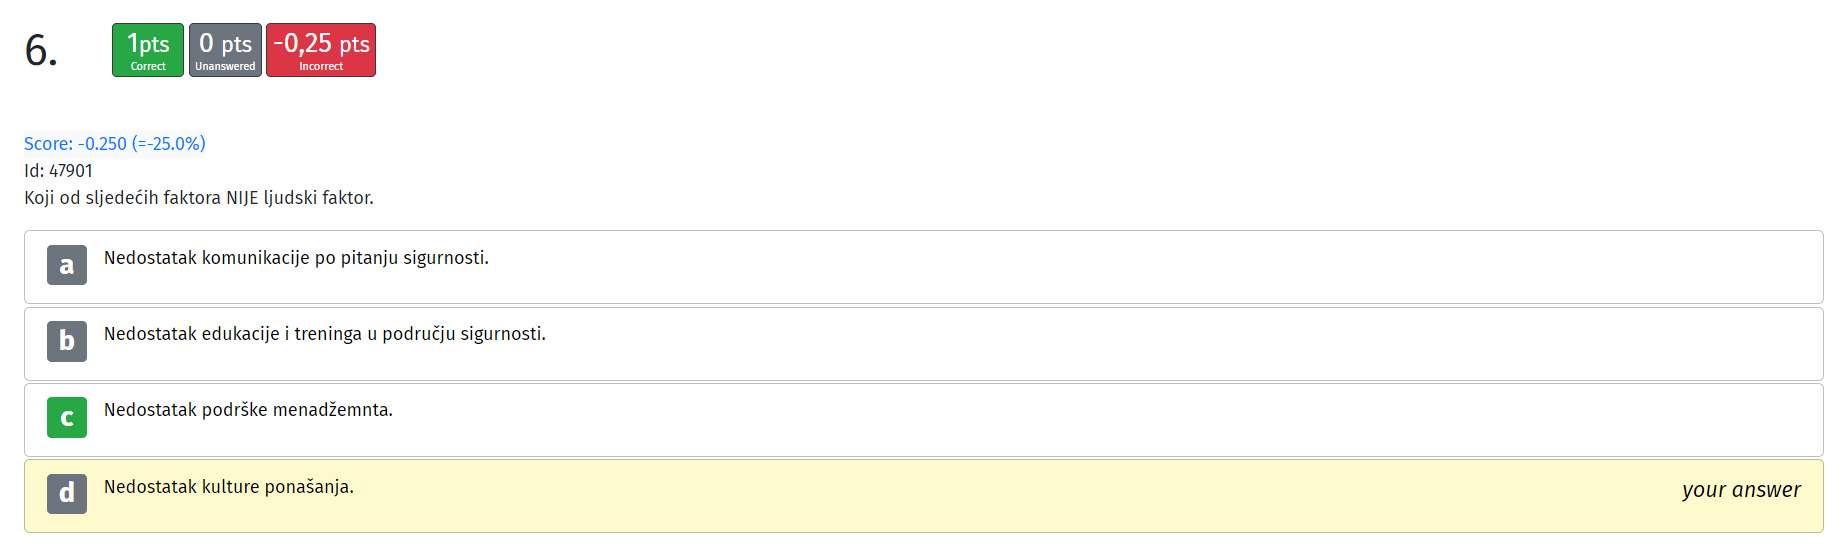 6.
1pts
Correct
0 pts
Unanswered
-0,25 pts
Incorrect
Score: -0.250 (=-25.0%)
Id: 47901
Koji od sljedećih faktora NIJE ljudski faktor.
a Nedostatak komunikacije po pitanju sigurnosti.
b Nedostatak edukacije i treninga u području sigurnosti.
c Nedostatak podrške menadžemnta.
d Nedostatak kulture ponašanja. your answer